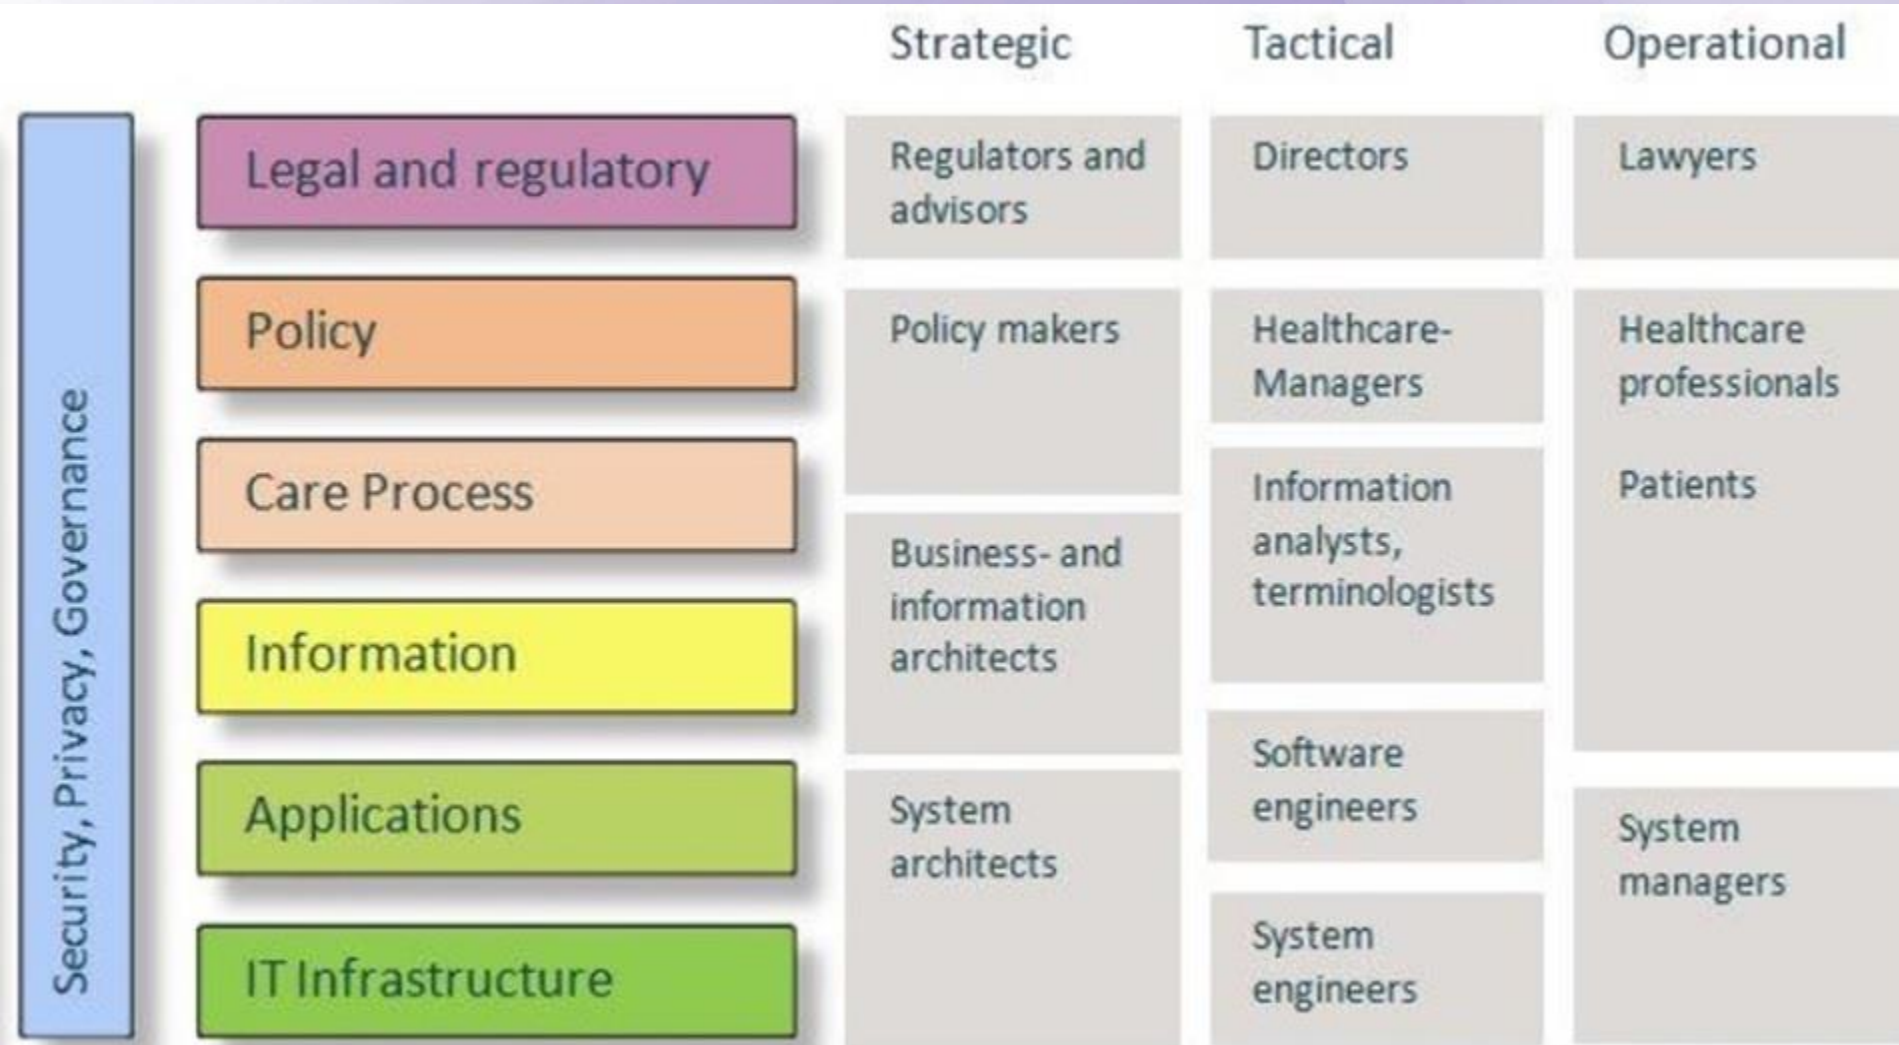 Strategic
Tactical
Operational
Security, Privacy, Governance
Legal and regulatory
Regulators and
advisors
Directors
Lawyers
Policy
Policy makers
Healthcare-
Managers
Healthcare
professionals
Patients
Care Process
Business- and
information
architects
Information
analysts,
terminologists
Information
Applications
System
architects
Software
engineers
System
managers
IT Infrastructure
System
engineers